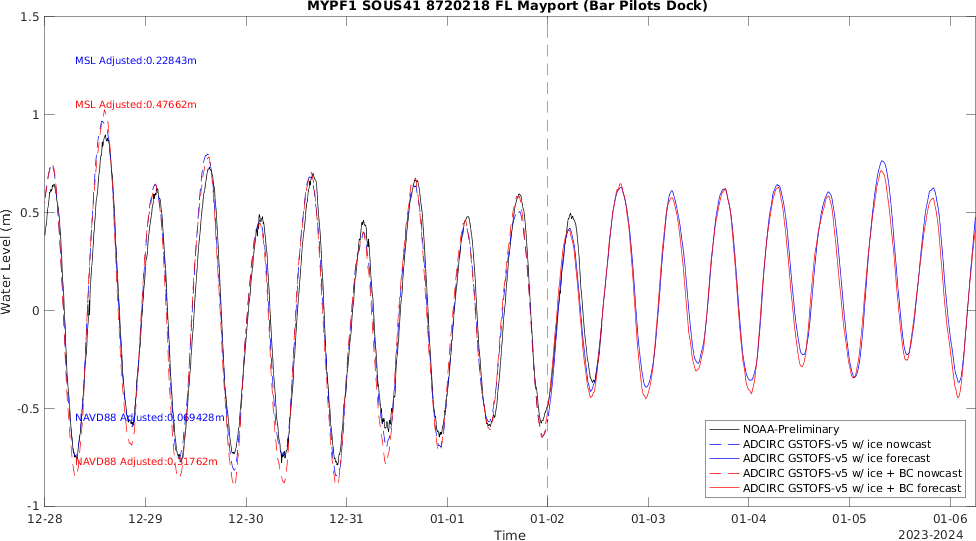 MYPF1 SOUS41 8720218 FL Mayport (Bar Pilots Dock)
1.5
MSL Adjusted:0.22843m
MSL Adjusted:0.47662m
1
0.5
Water Level (m)
0
-0.5
NAVD88 Adjusted:0.069428m
NAVD88 Adjusted:0.31762m
-1
NOAA-Preliminary
ADCIRC GSTOFS-v5 w/ ice nowcast
ADCIRC GSTOFS-v5 w/ ice forecast
ADCIRC GSTOFS-v5 w/ ice + BC nowcast
ADCIRC GSTOFS-v5 w/ ice + BC forecast
12-28 12-29 12-30 12-31 01-01 01-02 01-03 01-04 01-05 01-06
Time
2023-2024